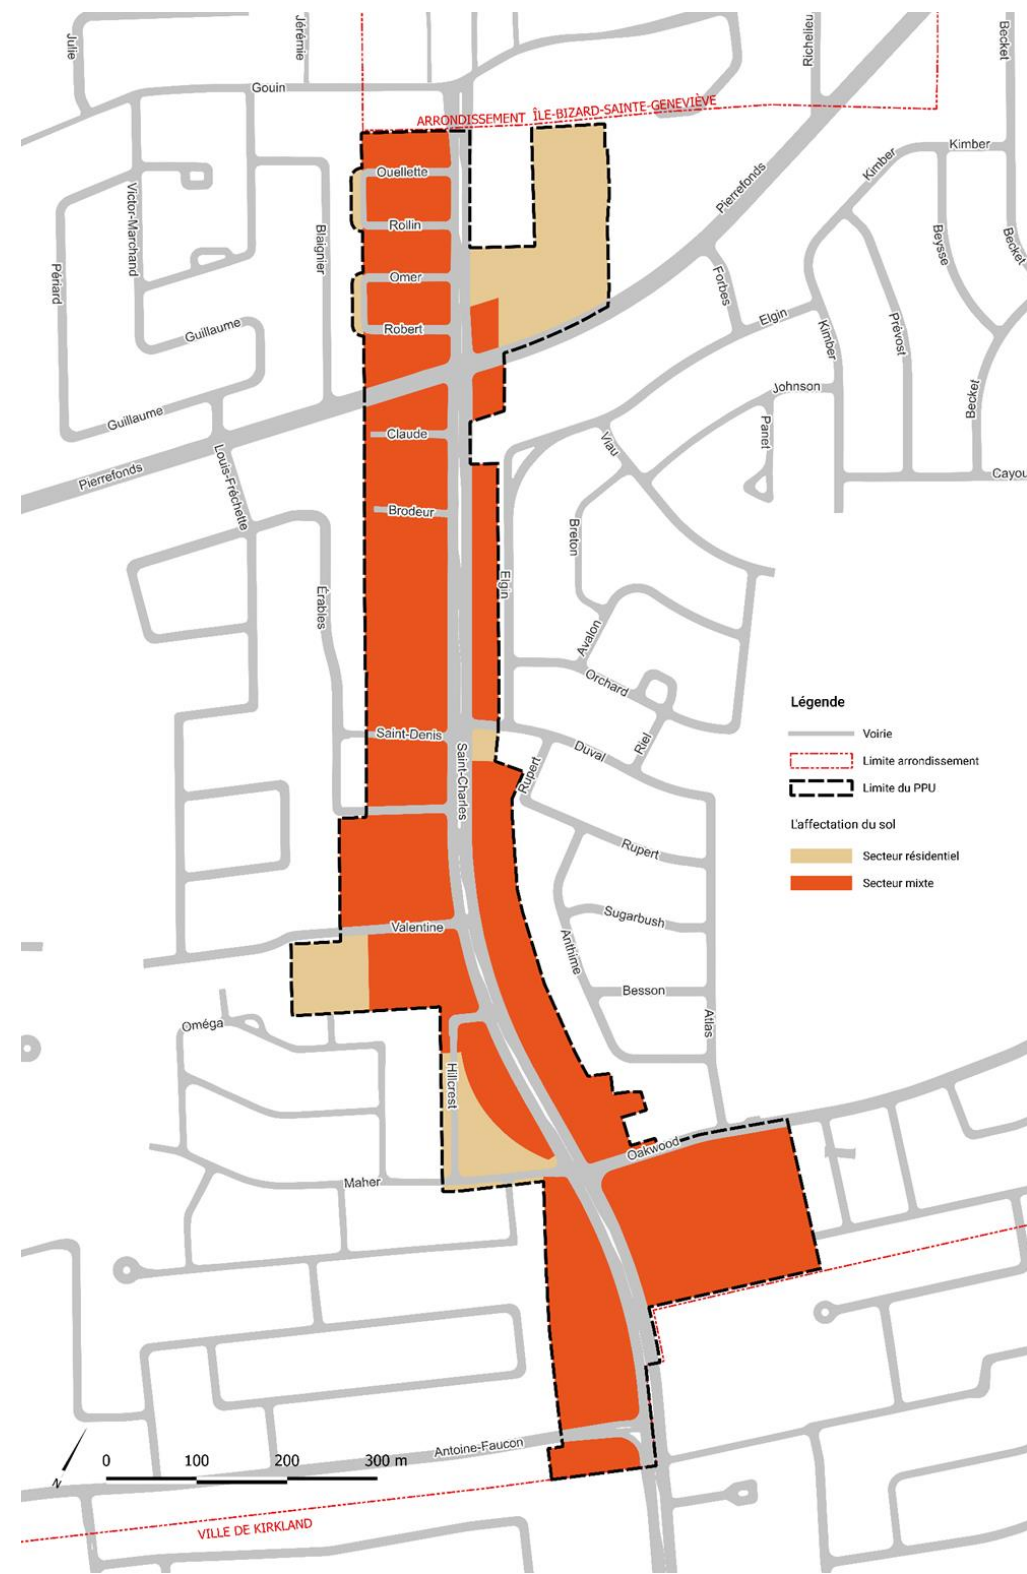 Julie
Jérémie
Richelieu
Becket
Gouin
ARRONDISSEMENT ÎLE-BIZARD-SAINTE-GENEVIÈVE
Kimber
Kimber
Ouellette
Pierrefonds
Victor-Marchand
Rollin
Blaignier
Beysse
Becket
Périard
Omer
Forbes
Guillaume
Robert
Elgin
Kimber
Prévost
Johnson
Becket
Guillaume
Claude
Viau
Panet
Pierrefonds
Louis-Fréchette
Cayou
Brodeur
Breton
Érables
Elgin
Avalon
Orchard
Légende
Saint-Denis
Saint-Charles
Duval
Riel
Voirie
Rupert
Limite arrondissement
Limite du PPU
L'affectation du sol
Rupert
Secteur résidentiel
Secteur mixte
Valentine
Sugarbush
Anthime
Besson
Oméga
Atlas
Hillcrest
Oakwood
Maher
Antoine-Faucon
0 100 200 300 m
N
VILLE DE KIRKLAND